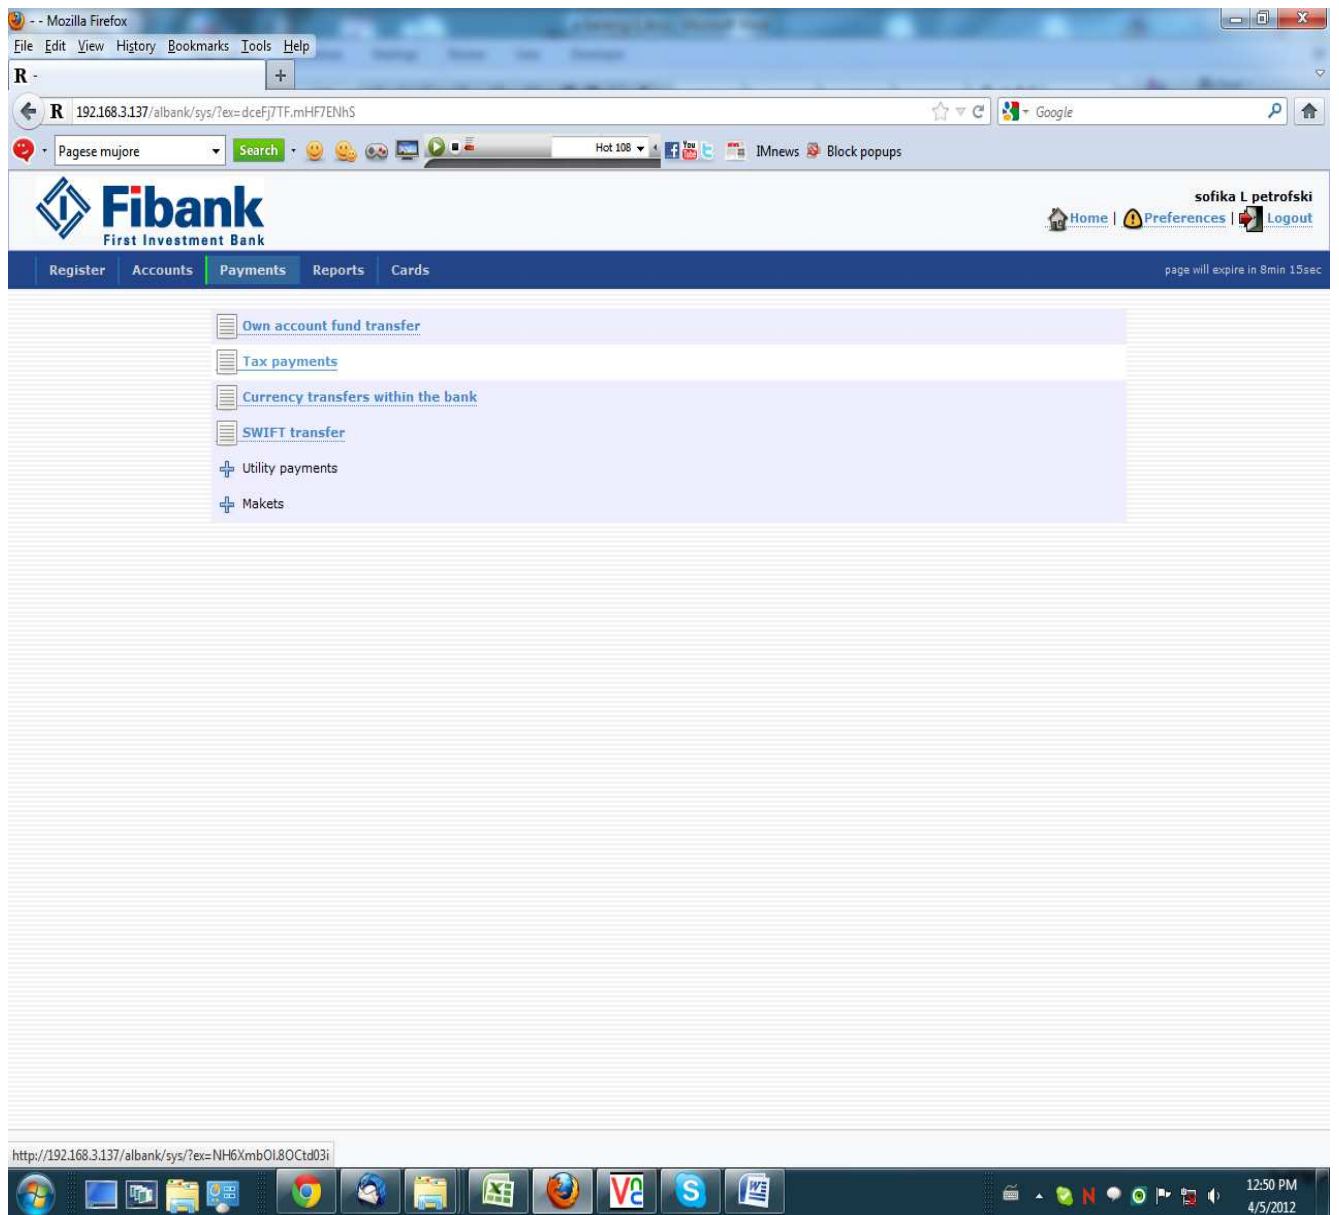 - - Mozilla Firefox
File Edit View History Bookmarks Tools Help
R -
R 192.168.3.137/albank/sys/?ex=dceFj7TF.mHF7ENhS Google
Pagese mujore Search Hot 108 You Tube IMnews Block popups
Fibank
First Investment Bank
sofika L petrofski
Home | Preferences | Logout
Register Accounts Payments Reports Cards page will expire in 8min 15sec
Own account fund transfer
Tax payments
Currency transfers within the bank
SWIFT transfer
Utility payments
Makets
http://192.168.3.137/albank/sys/?ex=NH6XmbOI.8OCtd03i
12:50 PM
4/5/2012